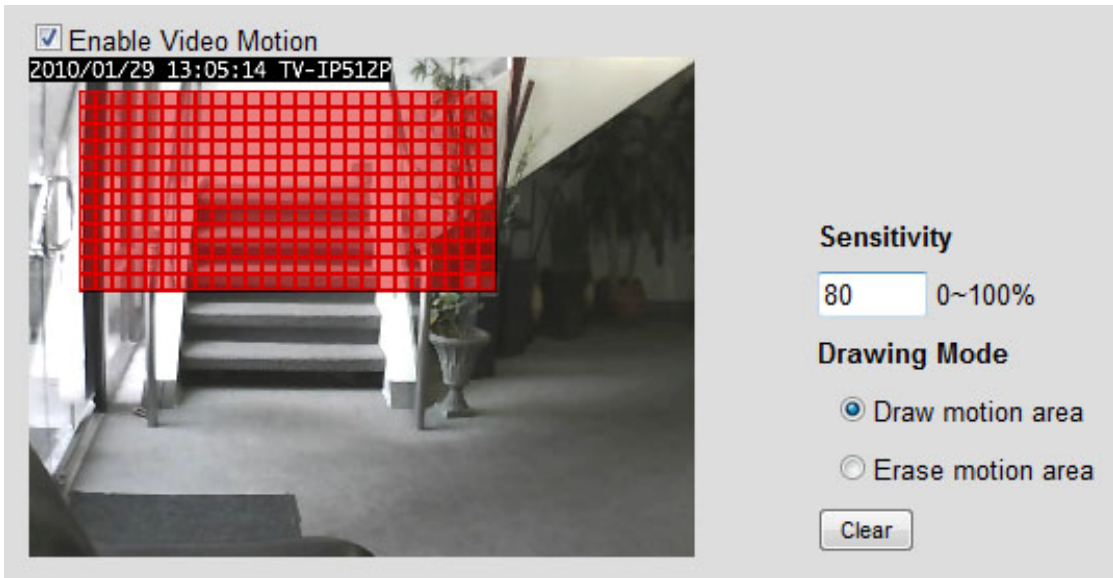 Enable Video Motion
2010/01/29 13:05:14 TV-IP512P
Sensitivity
80 0~100%
Drawing Mode
Draw motion area
Erase motion area
Clear